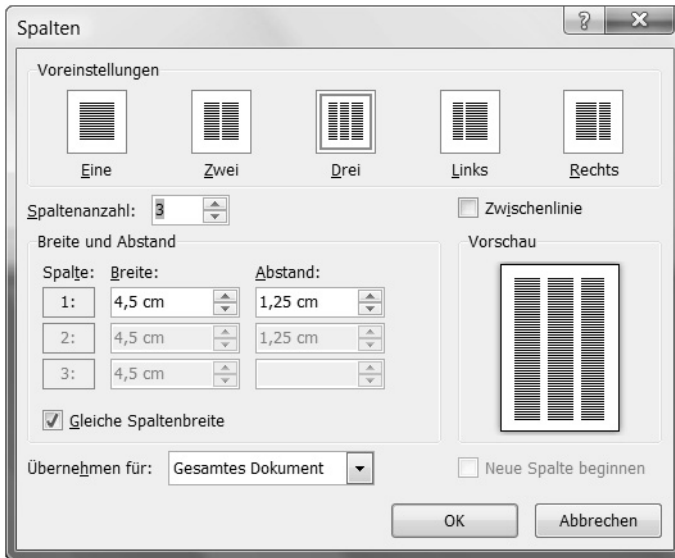 Spalten
Voreinstellungen
Eine Zwei Drei Links Rechts
Spaltenanzahl: 3 Zwischenlinie
Breite und Abstand Vorschau
Spalte: Breite: Abstand:
1: 4,5 cm 1,25 cm
2: 4,5 cm 1,25 cm
3: 4,5 cm
Gleiche Spaltenbreite
Übernehmen für: Gesamtes Dokument Neue Spalte beginnen
OK Abbrechen